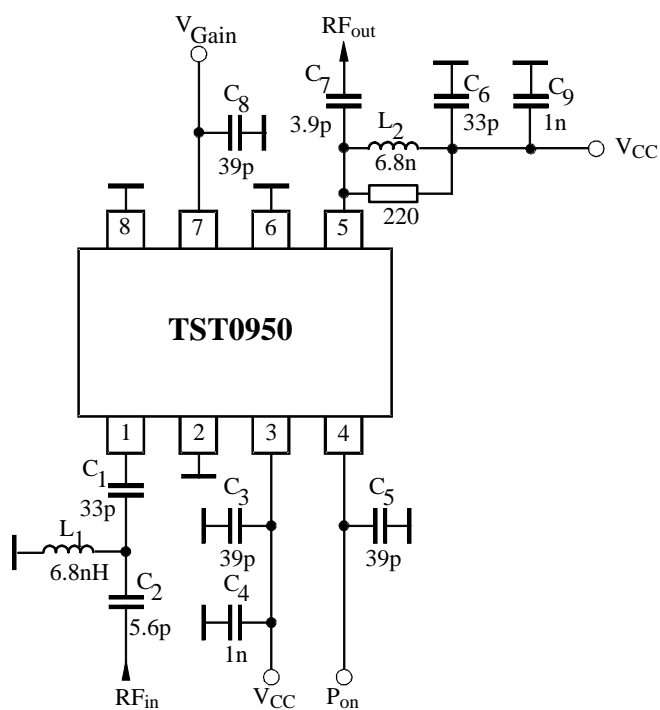 V_Gain
RF_out
C_8
39p
C_7
3.9p
C_6
33p
C_9
1n
L_2
6.8n
V_CC
220
8
7
6
5
TST0950
1
2
3
4
C_1
33p
L_1
6.8nH
C_2
5.6p
C_3
39p
C_4
1n
C_5
39p
RF_in
V_CC
P_on